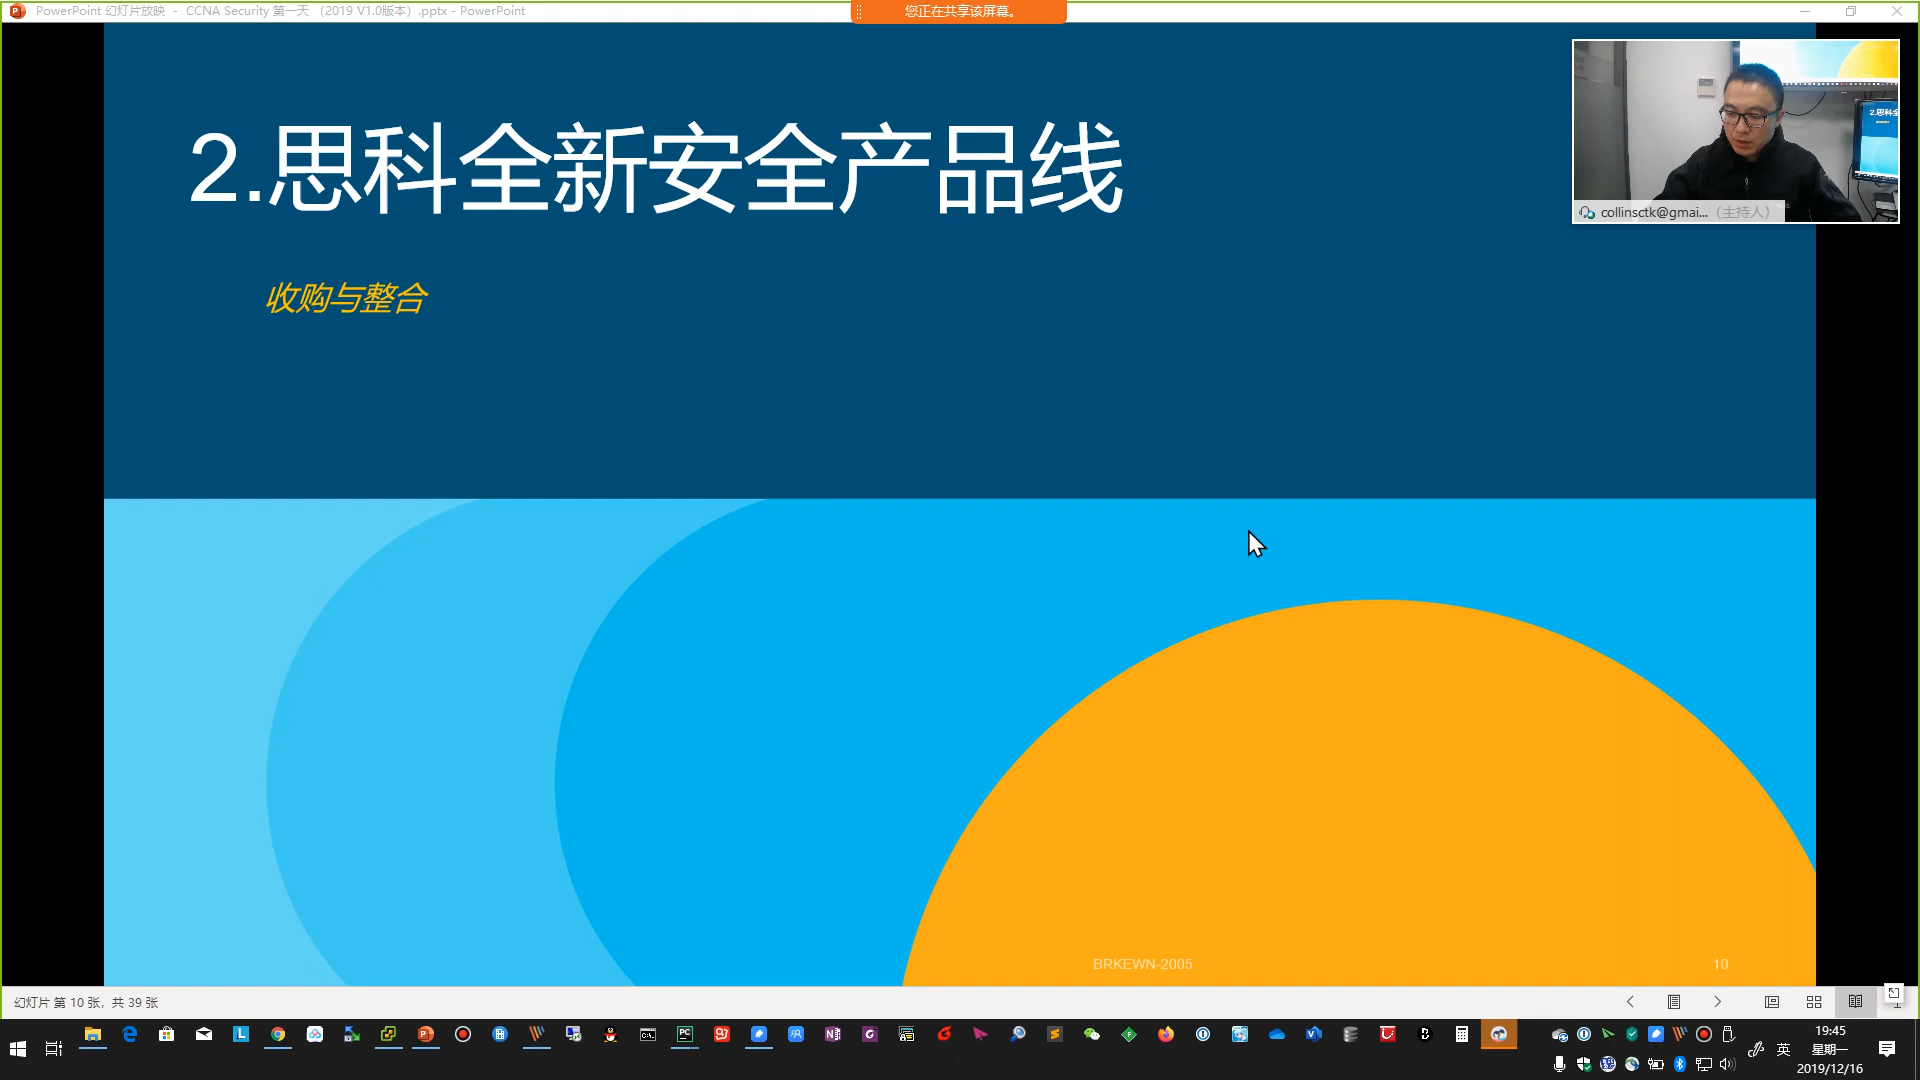 PowerPoint 幻灯片放映 - CCNA Security 第一天 （2019 V1.0版本）.pptx - PowerPoint
您正在共享该屏幕。
2.思科全新安全产品线
收购与整合
collinsctk@gmai... （主持人）
BRKEWN-2005
10
幻灯片 第 10 张，共 39 张
19:45
英
星期一
2019/12/16